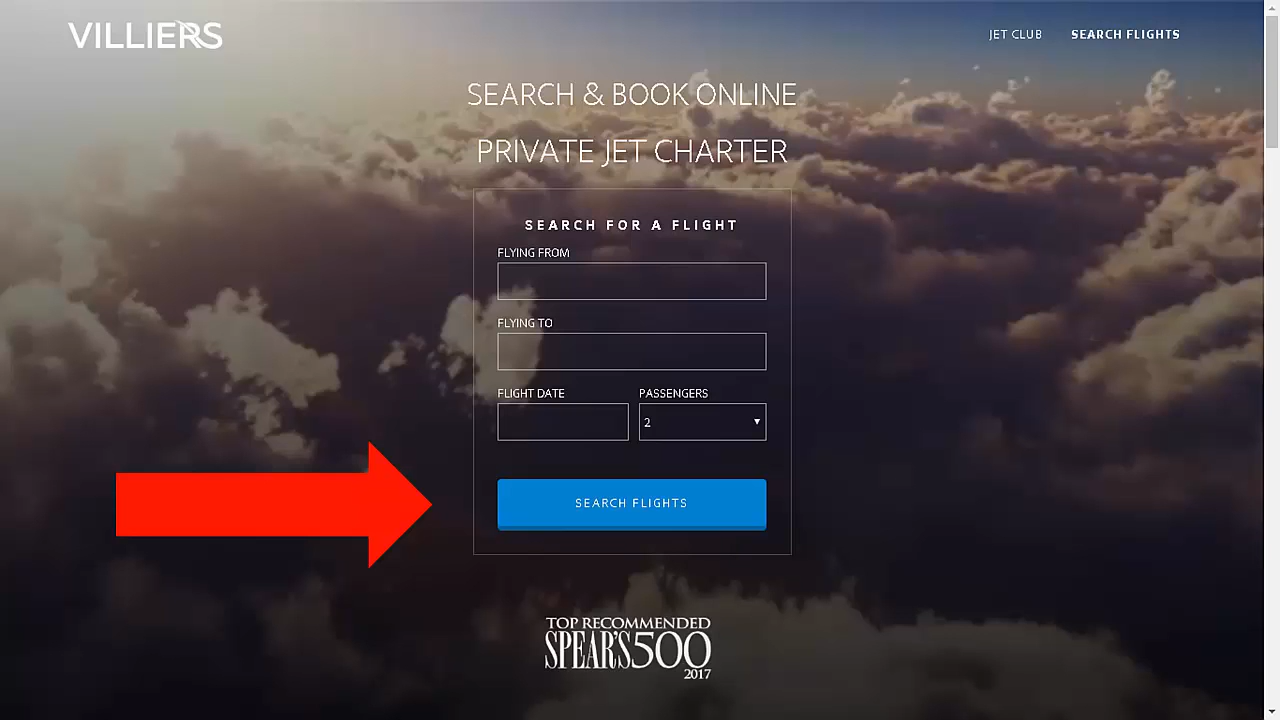 VILLIERS
JET CLUB
SEARCH FLIGHTS
SEARCH & BOOK ONLINE
PRIVATE JET CHARTER
SEARCH FOR A FLIGHT
FLYING FROM
FLYING TO
FLIGHT DATE
PASSENGERS
2
SEARCH FLIGHTS
TOP RECOMMENDED
SPEAR'S 500
2017